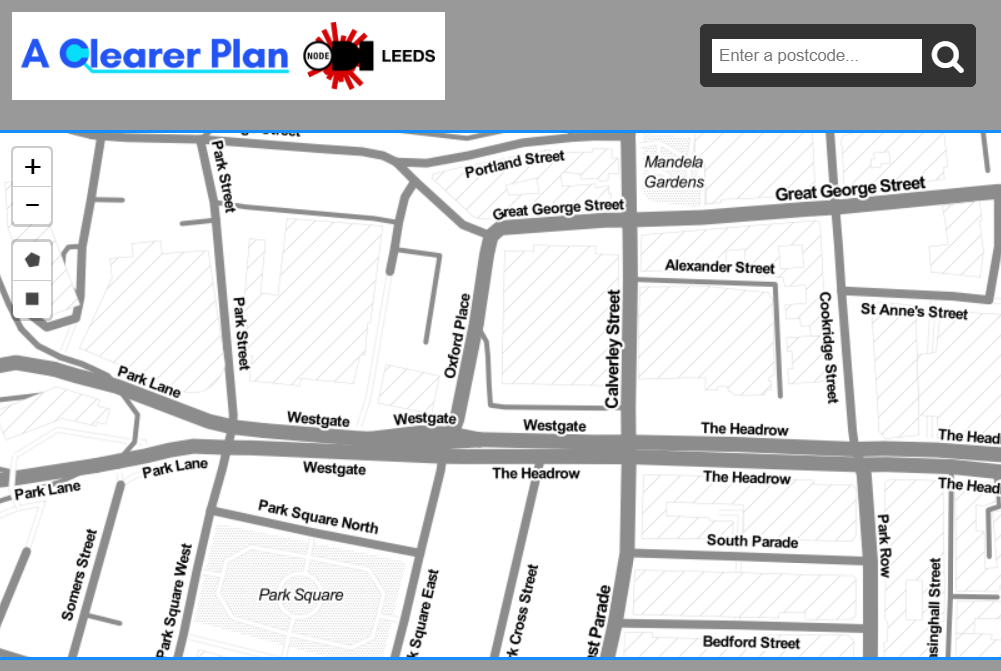 A Clearer Plan
NODE
LEEDS
Enter a postcode...
+
−
Park Street
Portland Street
Mandela
Gardens
Great George Street
Great George Street
Alexander Street
St Anne's Street
Park Street
Oxford Place
Calverley Street
Cookridge Street
Park Lane
Westgate
Westgate
Westgate
The Headrow
The Head
Park Lane
Park Lane
Westgate
The Headrow
The Headrow
The Head
Park Square North
South Parade
Park Row
Somers Street
Park Square West
Park Square
k Square East
rk Cross Street
st Parade
Bedford Street
singhall Street